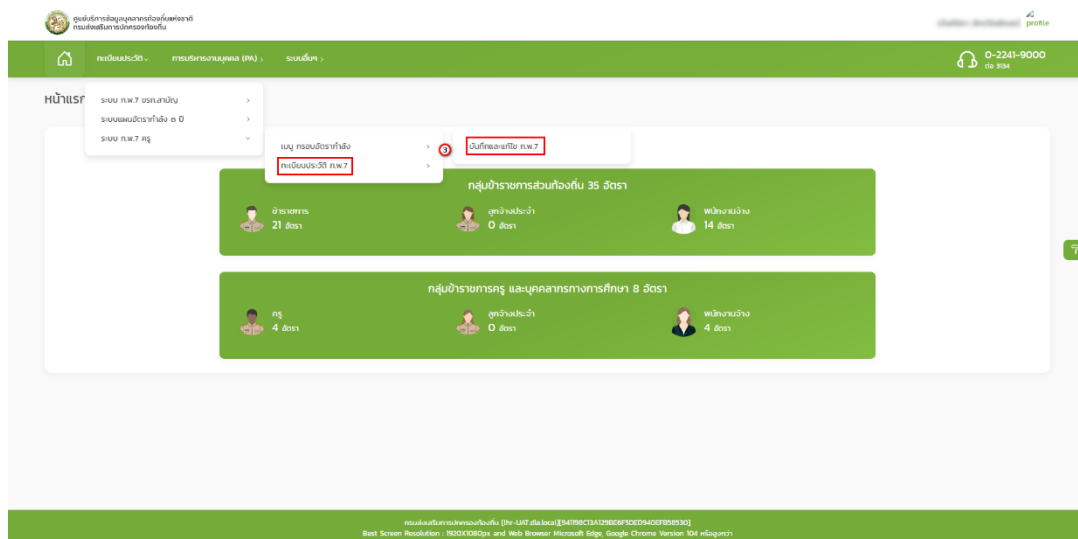 ศูนย์บริการข้อมูลบุคลากรท้องถิ่นแห่งชาติ
กรมส่งเสริมการปกครองท้องถิ่น
profile
ทะเบียนประวัติ
การบริหารงานบุคคล (PA)
ระบบอื่นๆ
0-2241-9000
ต่อ 3134
หน้าแรก
ระบบ ก.พ.7 ขรก.สามัญ
ระบบแผนอัตรากำลัง ๓ ปี
ระบบ ก.พ.7 ครู
เมนู กรอบอัตรากำลัง
ทะเบียนประวัติ ก.พ.7
3
บันทึกและแก้ไข ก.พ.7
กลุ่มข้าราชการส่วนท้องถิ่น 35 อัตรา
ข้าราชการ
21 อัตรา
ลูกจ้างประจำ
0 อัตรา
พนักงานจ้าง
14 อัตรา
กลุ่มข้าราชการครู และบุคคลากรทางการศึกษา 8 อัตรา
ครู
4 อัตรา
ลูกจ้างประจำ
0 อัตรา
พนักงานจ้าง
4 อัตรา
กรมส่งเสริมการปกครองท้องถิ่น [lhr-UAT.dla.local]
Best Screen Resolution : 1920X1080px and Web Browser Microsoft Edge, Google Chrome Version 104 หรือสูงกว่า